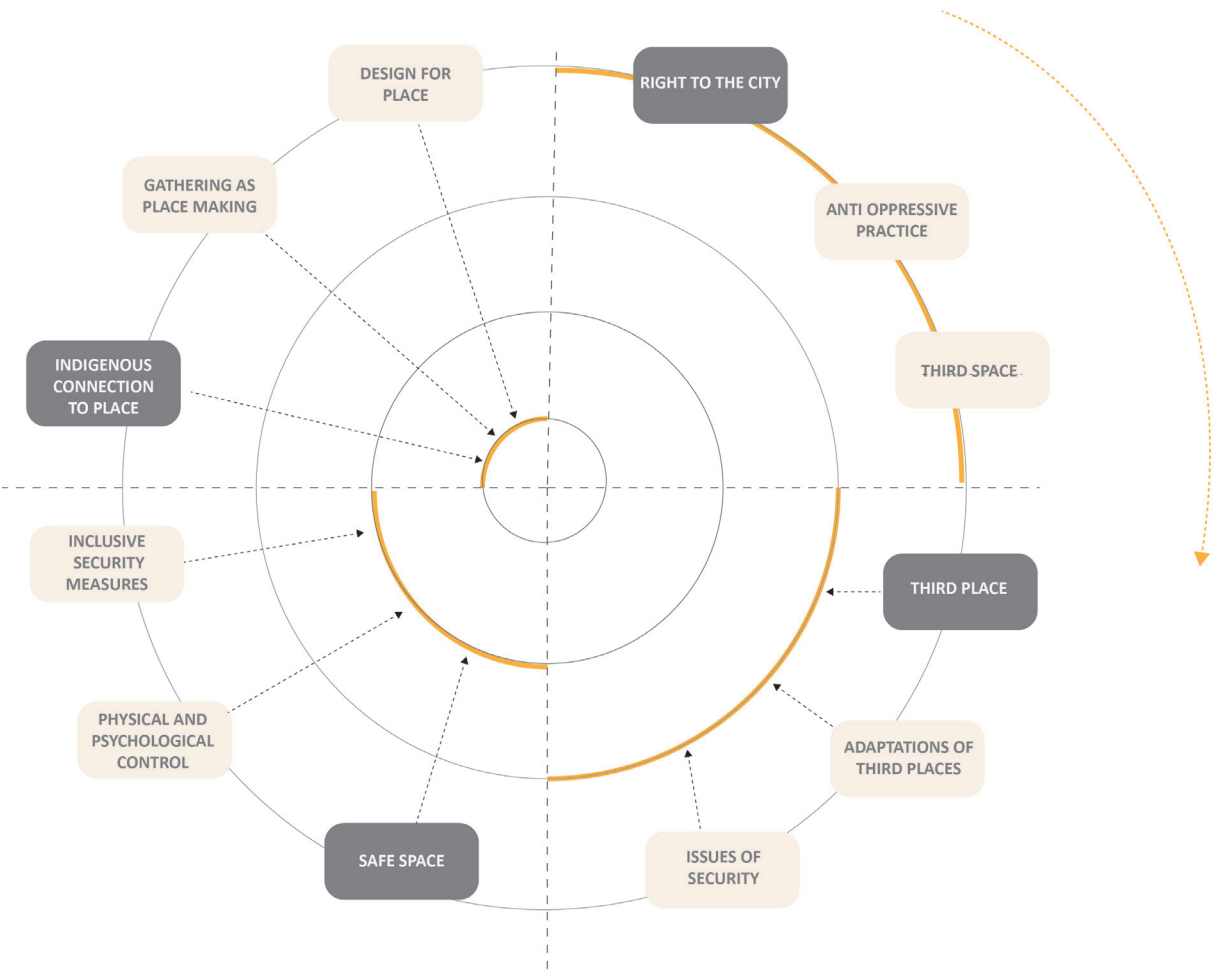 DESIGN FOR
PLACE
RIGHT TO THE CITY
GATHERING AS
PLACE MAKING
ANTI OPPRESSIVE
PRACTICE
INDIGENOUS
CONNECTION
TO PLACE
THIRD SPACE
INCLUSIVE
SECURITY
MEASURES
THIRD PLACE
PHYSICAL AND
PSYCHOLOGICAL
CONTROL
ADAPTATIONS OF
THIRD PLACES
SAFE SPACE
ISSUES OF
SECURITY